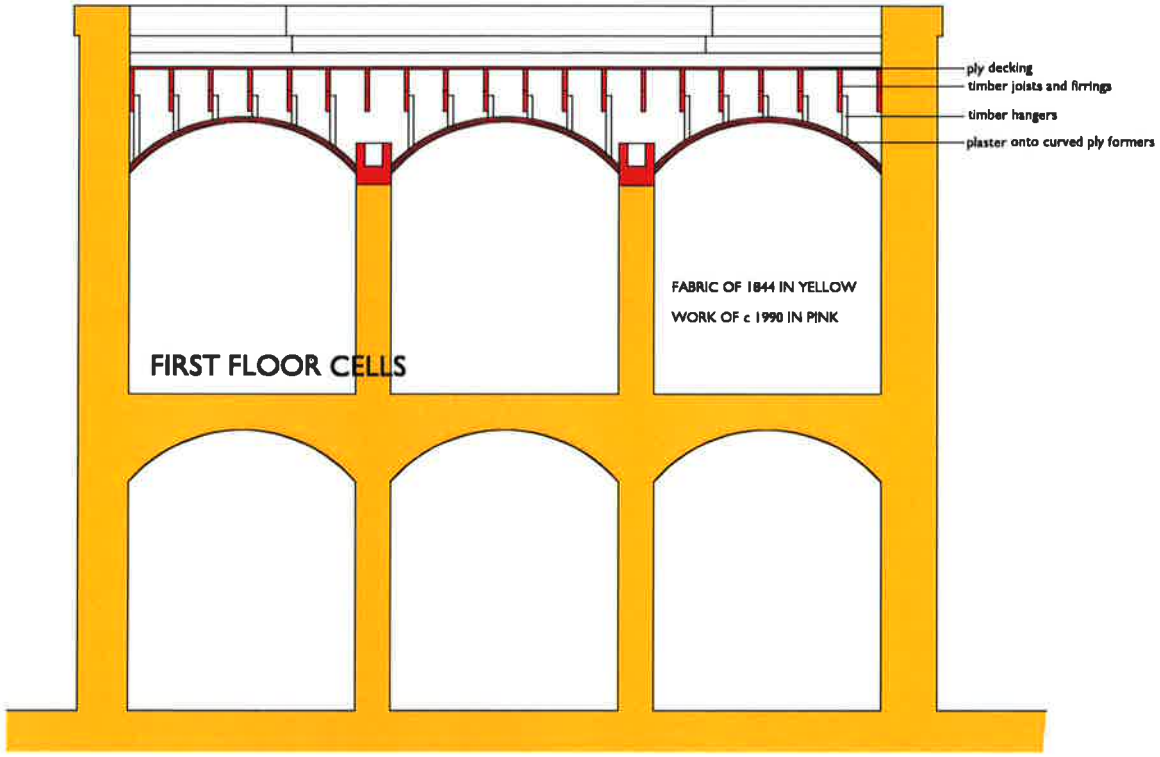 ply decking
timber joists and firrings
timber hangers
plaster onto curved ply formers
FABRIC OF 1844 IN YELLOW
WORK OF c 1990 IN PINK
FIRST FLOOR CELLS